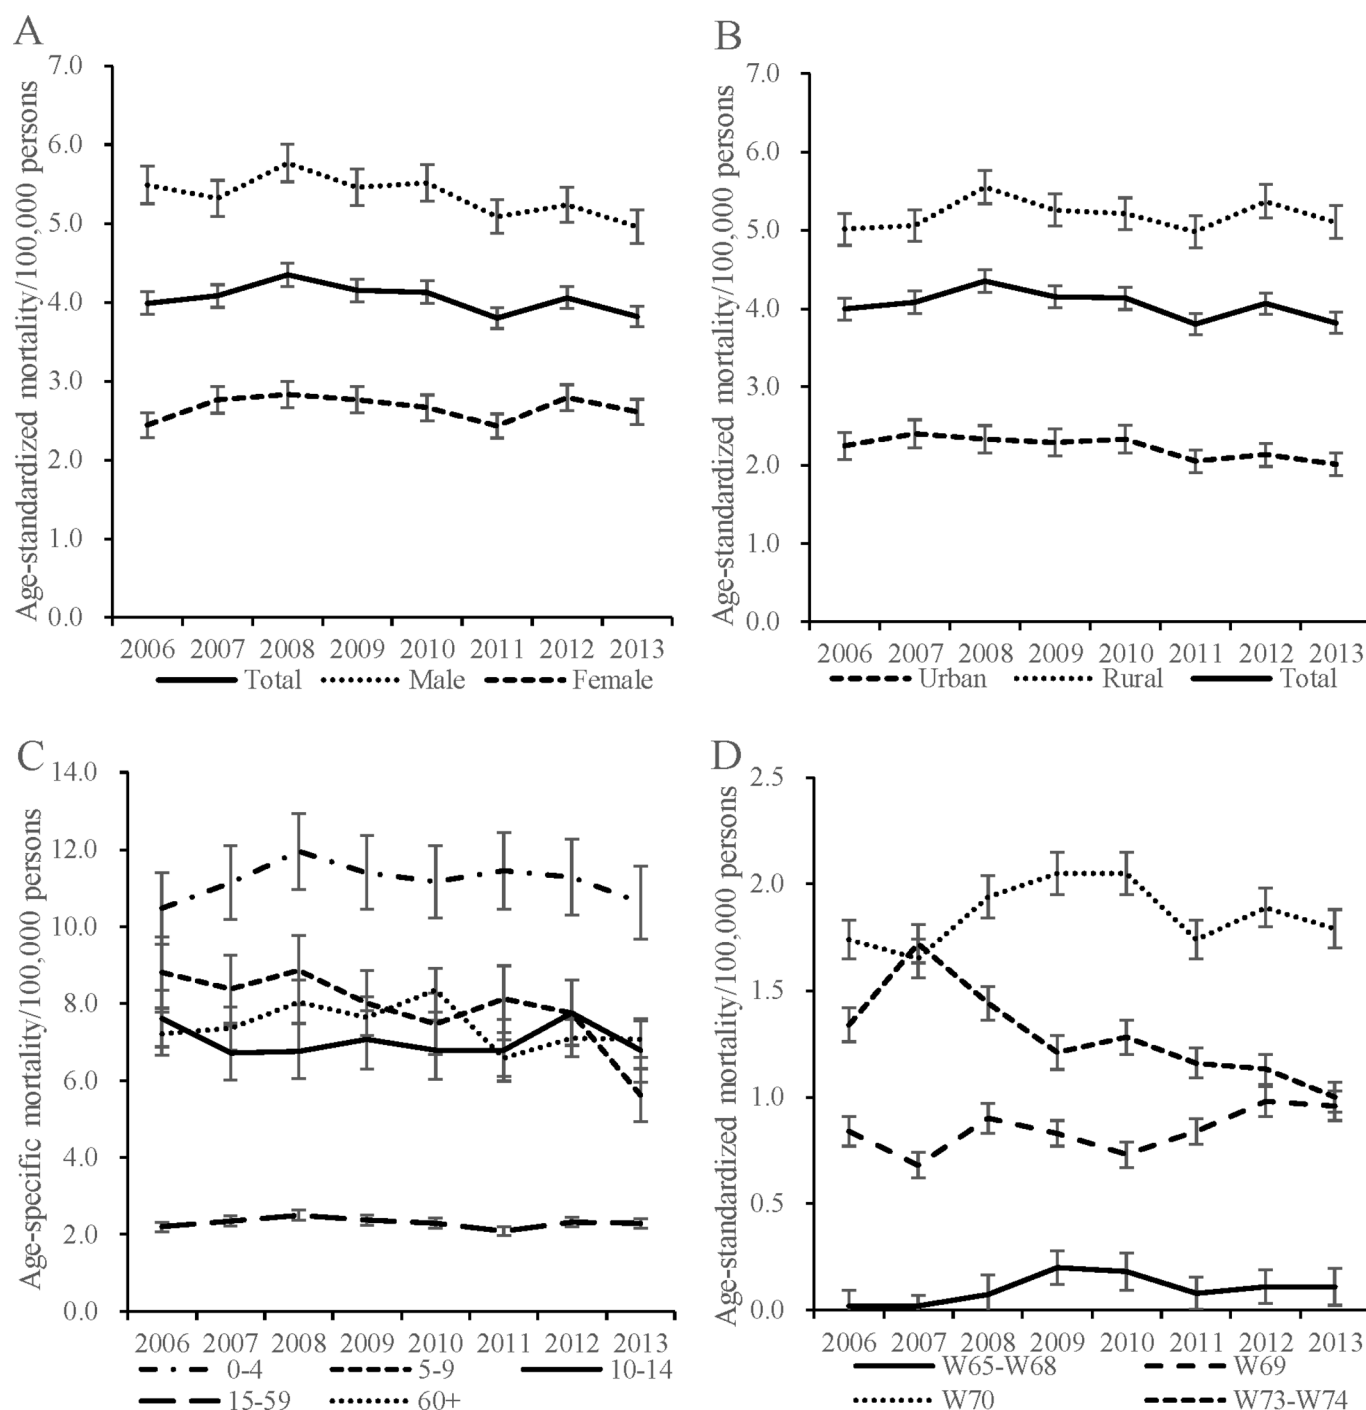 A
Age-standardized mortality/100,000 persons
7.0
6.0
5.0
4.0
3.0
2.0
1.0
0.0
2006 2007 2008 2009 2010 2011 2012 2013
Total Male Female
B
Age-standardized mortality/100,000 persons
7.0
6.0
5.0
4.0
3.0
2.0
1.0
0.0
2006 2007 2008 2009 2010 2011 2012 2013
Urban Rural Total
C
Age-specific mortality/100,000 persons
14.0
12.0
10.0
8.0
6.0
4.0
2.0
0.0
2006 2007 2008 2009 2010 2011 2012 2013
0-4 5-9 10-14
15-59 60+
D
Age-standardized mortality/100,000 persons
2.5
2.0
1.5
1.0
0.5
0.0
2006 2007 2008 2009 2010 2011 2012 2013
W65-W68 W69
W70 W73-W74